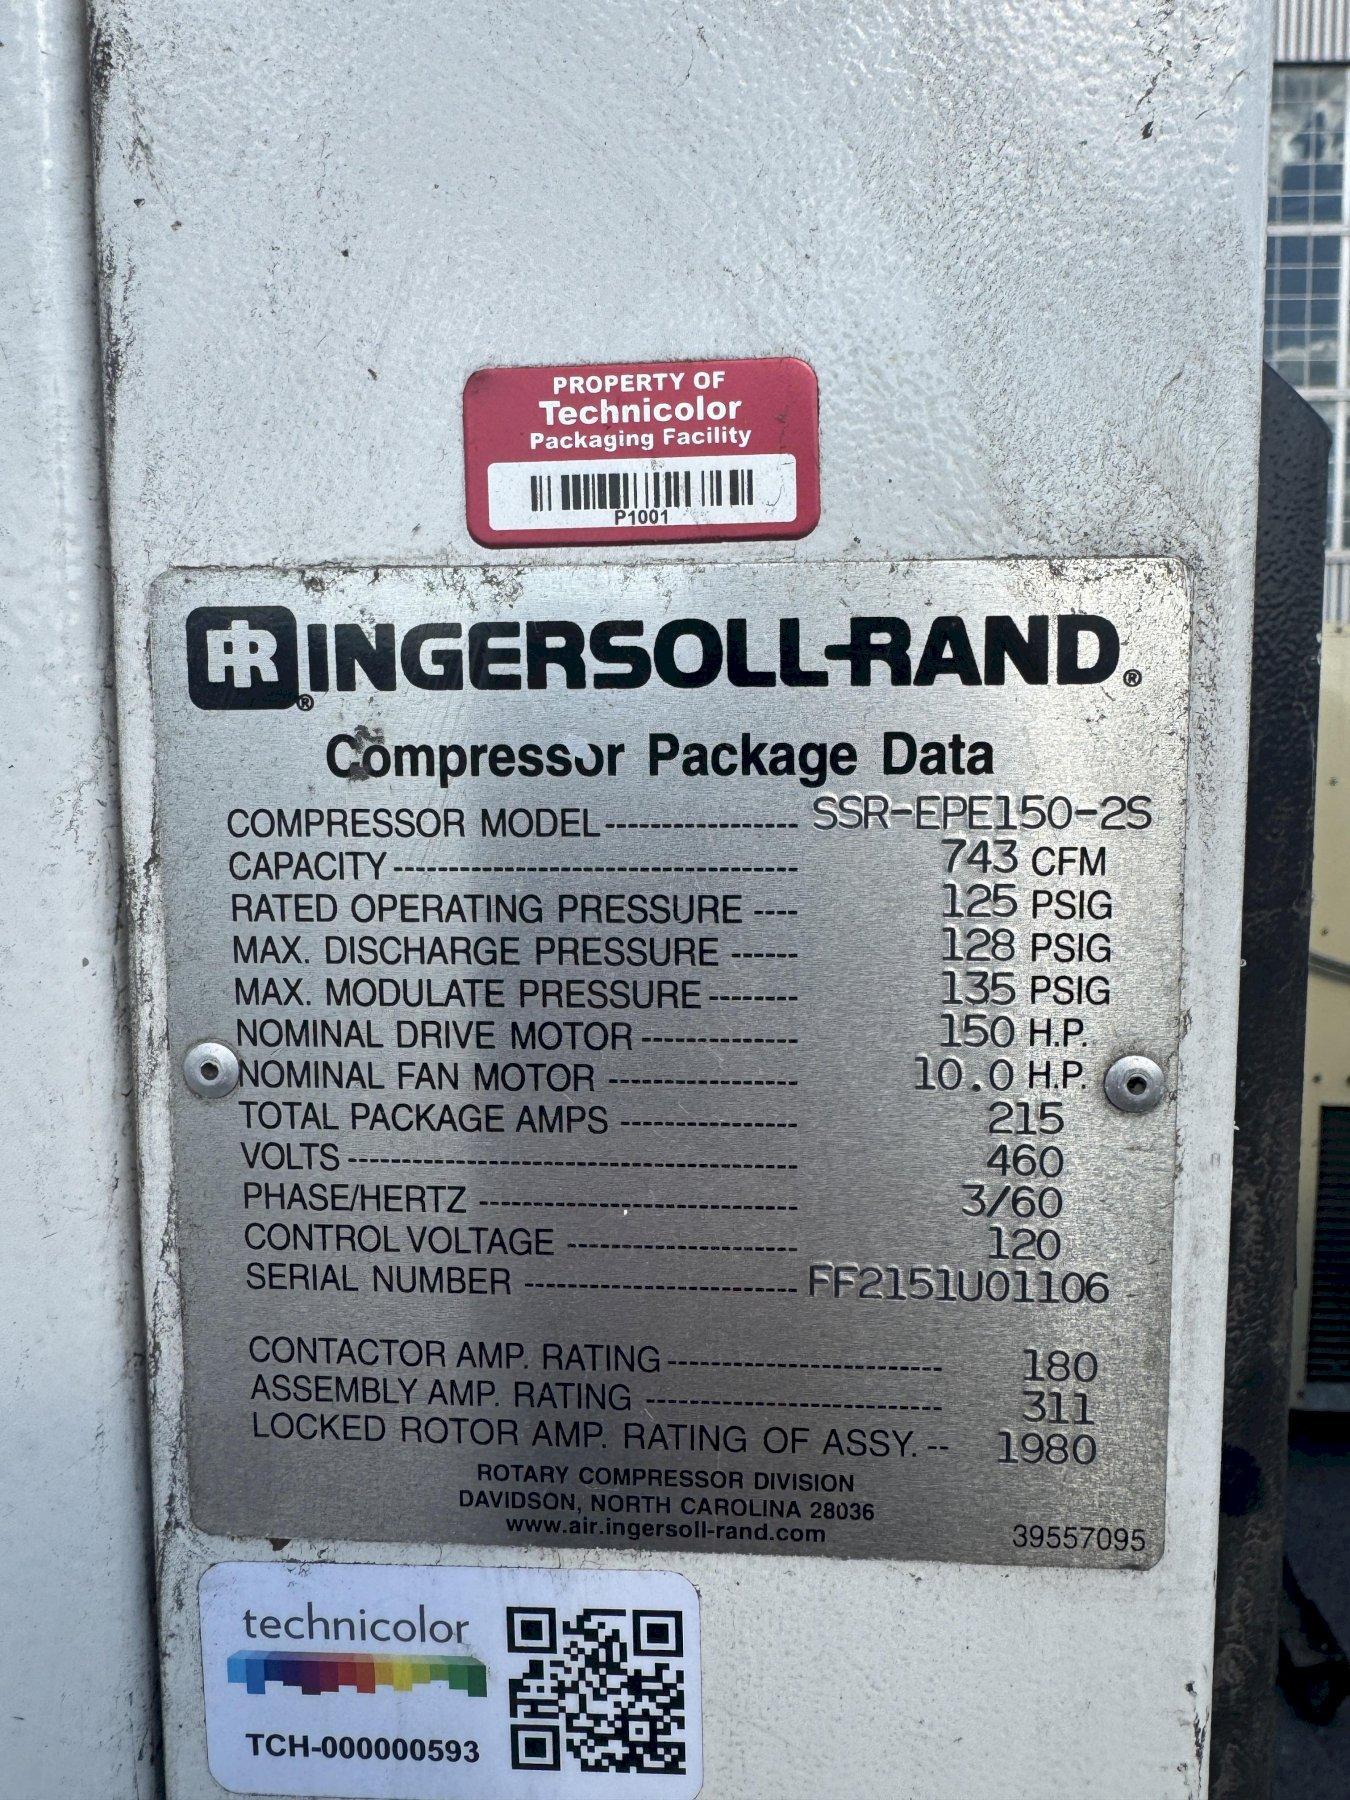 PROPERTY OF
Technicolor
Packaging Facility
P1001
IR® INGERSOLL-RAND®
Compressor Package Data
COMPRESSOR MODEL ---------------- SSR-EPE150-2S
CAPACITY ---------------- 743 CFM
RATED OPERATING PRESSURE ---- 125 PSIG
MAX. DISCHARGE PRESSURE ------ 128 PSIG
MAX. MODULATE PRESSURE -------- 135 PSIG
NOMINAL DRIVE MOTOR ---------------- 150 H.P.
NOMINAL FAN MOTOR ---------------- 10.0 H.P.
TOTAL PACKAGE AMPS ---------------- 215
VOLTS ---------------- 460
PHASE/HERTZ ---------------- 3/60
CONTROL VOLTAGE ---------------- 120
SERIAL NUMBER ---------------- FF2151U01106
CONTACTOR AMP. RATING ---------------- 180
ASSEMBLY AMP. RATING ---------------- 311
LOCKED ROTOR AMP. RATING OF ASSY. -- 1980
ROTARY COMPRESSOR DIVISION
DAVIDSON, NORTH CAROLINA 28036
www.air.ingersoll-rand.com
39557095
technicolor
TCH-000000593